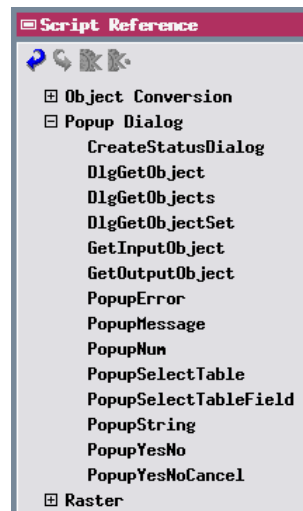 Script Reference
Object Conversion
Popup Dialog
CreateStatusDialog
DlgGetObject
DlgGetObjects
DlgGetObjectSet
GetInputObject
GetOutputObject
PopupError
PopupMessage
PopupNum
PopupSelectTable
PopupSelectTableField
PopupString
PopupYesNo
PopupYesNoCancel
Raster